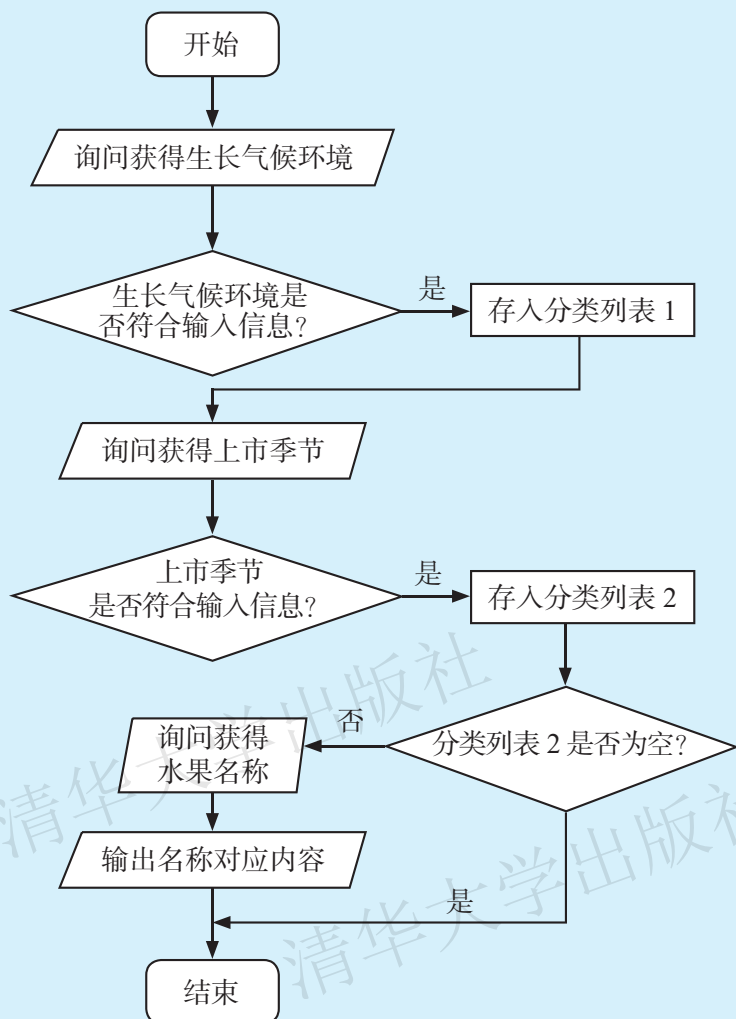 开始
询问获得生长气候环境
生长气候环境是
否符合输入信息?
是
存入分类列表 1
询问获得上市季节
上市季节
是否符合输入信息?
是
存入分类列表 2
分类列表 2 是否为空?
否
询问获得
水果名称
输出名称对应内容
是
结束
清华大学出版社
清华大学出版社